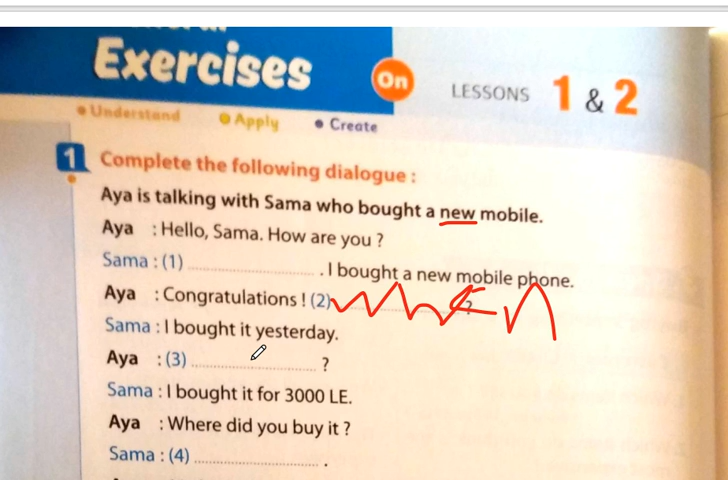 Exercises
On
LESSONS 1 & 2
• Understand • Apply • Create
1 Complete the following dialogue :
Aya is talking with Sama who bought a new mobile.
Aya : Hello, Sama. How are you ?
Sama : (1) .............................. . I bought a new mobile phone.
Aya : Congratulations ! (2) when ?
Sama : I bought it yesterday.
Aya : (3) .............................. ?
Sama : I bought it for 3000 LE.
Aya : Where did you buy it ?
Sama : (4) .............................. .